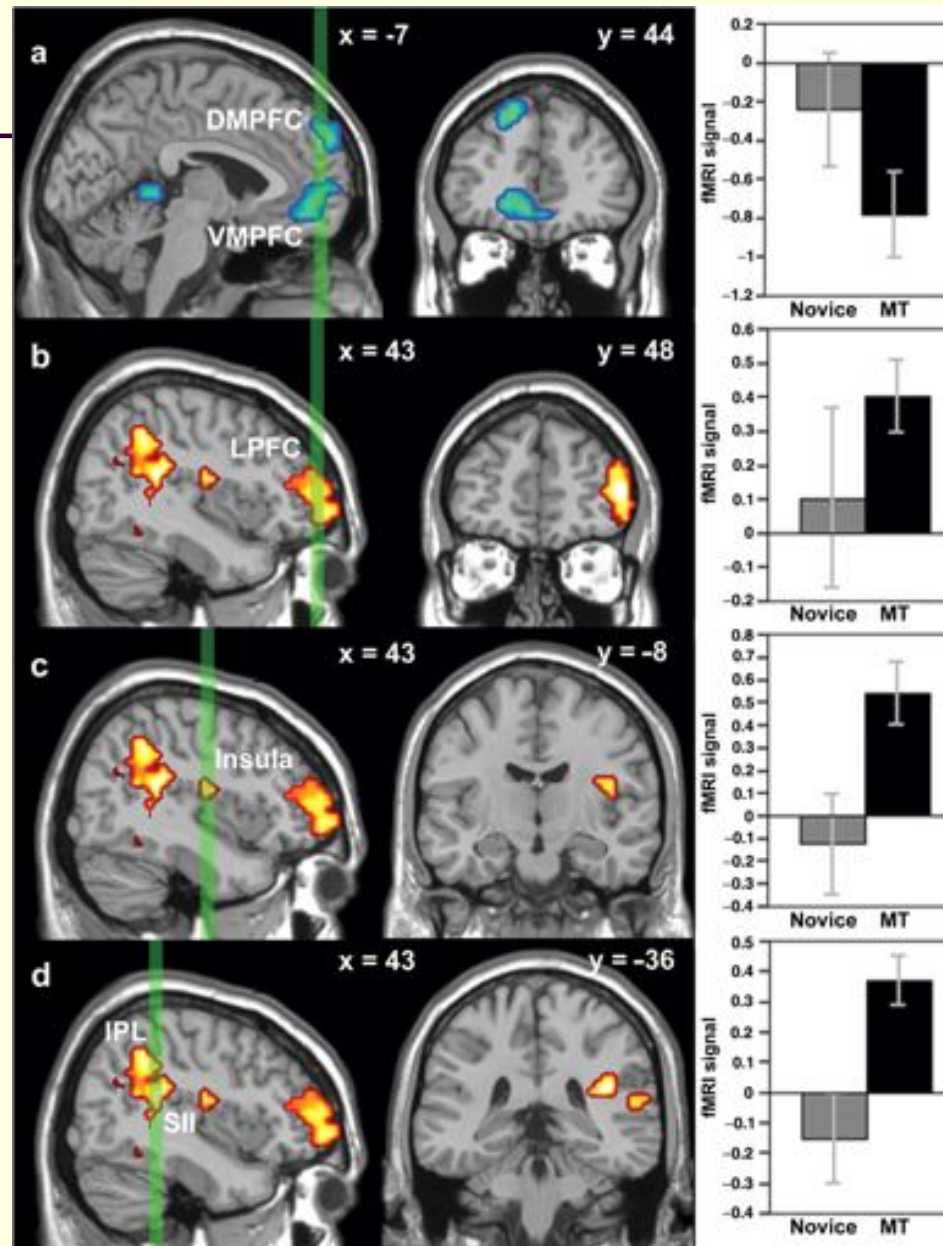 a
x = -7
y = 44
DMPFC
VMPFC
0.2
0
–0.2
–0.4
–0.6
–0.8
–1
–1.2
fMRI signal
Novice MT
b
x = 43
y = 48
LPFC
0.6
0.5
0.4
0.3
0.2
0.1
0
–0.1
–0.2
fMRI signal
Novice MT
c
x = 43
y = -8
Insula
0.8
0.7
0.6
0.5
0.4
0.3
0.2
0.1
0
–0.1
–0.2
–0.3
–0.4
fMRI signal
Novice MT
d
x = 43
y = -36
IPL
SII
0.5
0.4
0.3
0.2
0.1
0
–0.1
–0.2
–0.3
–0.4
fMRI signal
Novice MT